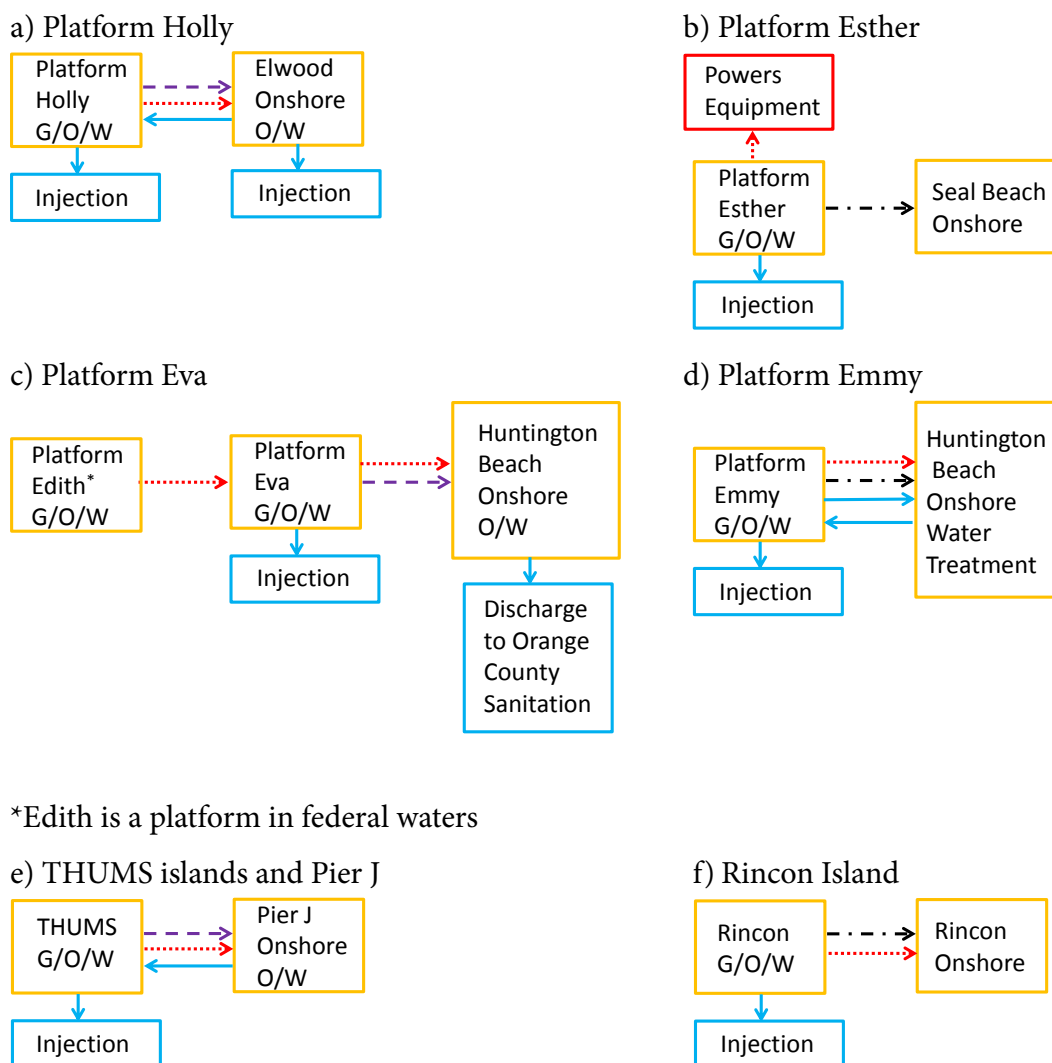 a) Platform Holly
Platform
Holly
G/O/W
Elwood
Onshore
O/W
Injection
Injection
b) Platform Esther
Powers
Equipment
Platform
Esther
G/O/W
Seal Beach
Onshore
Injection
c) Platform Eva
Platform
Edith*
G/O/W
Platform
Eva
G/O/W
Huntington
Beach
Onshore
O/W
Injection
Discharge
to Orange
County
Sanitation
d) Platform Emmy
Platform
Emmy
G/O/W
Huntington
Beach
Onshore
Water
Treatment
Injection
*Edith is a platform in federal waters
e) THUMS islands and Pier J
THUMS
G/O/W
Pier J
Onshore
O/W
Injection
f) Rincon Island
Rincon
G/O/W
Rincon
Onshore
Injection